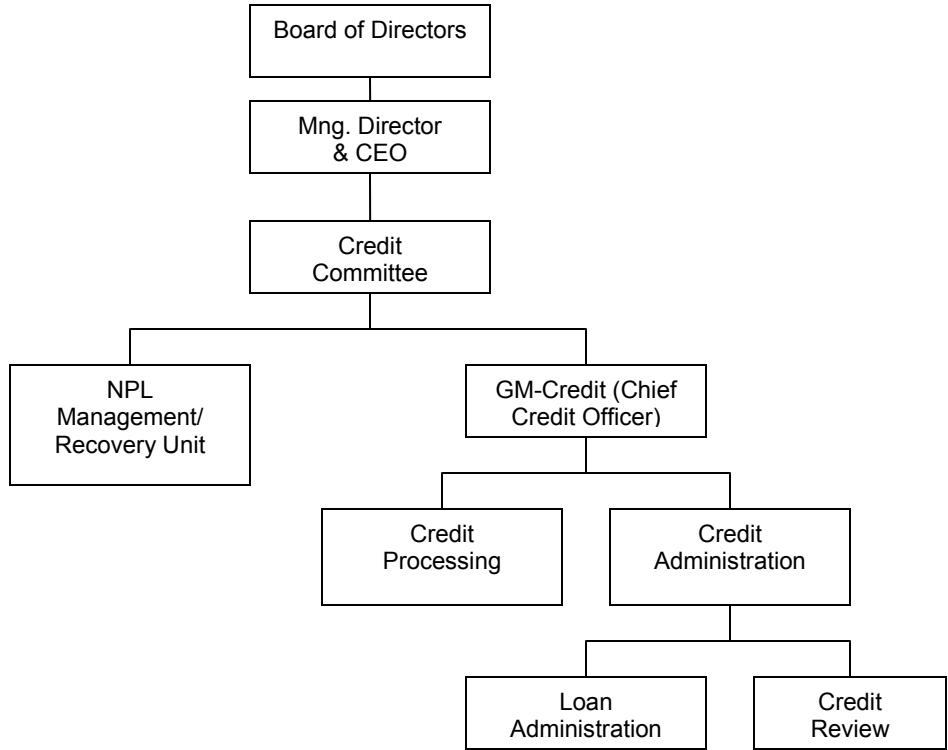 Board of Directors
Mng. Director
& CEO
Credit
Committee
NPL
Management/
Recovery Unit
GM-Credit (Chief
Credit Officer)
Credit
Processing
Credit
Administration
Loan
Administration
Credit
Review